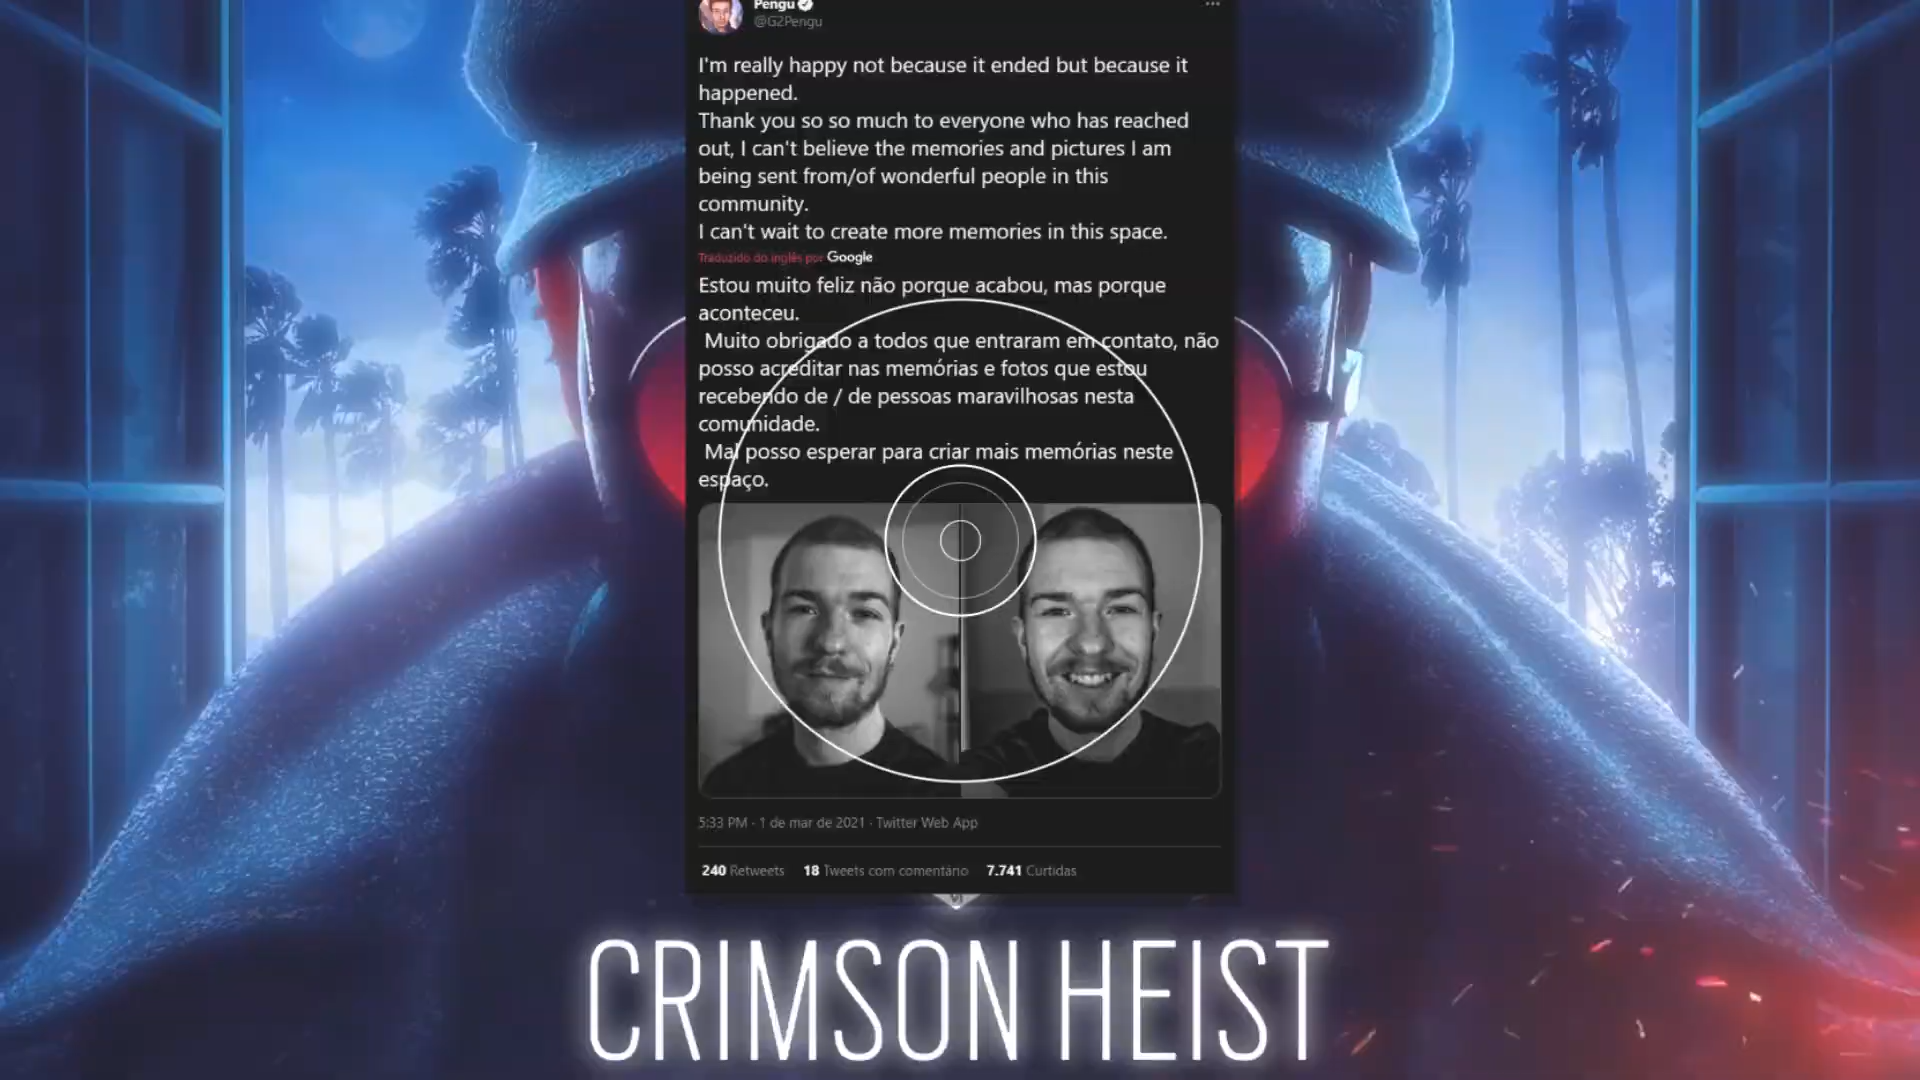 Pengu
@G2Pengu
I'm really happy not because it ended but because it
happened.
Thank you so so much to everyone who has reached
out, I can't believe the memories and pictures I am
being sent from/of wonderful people in this
community.
I can't wait to create more memories in this space.
Traduzido do inglês por Google
Estou muito feliz não porque acabou, mas porque
aconteceu.
Muito obrigado a todos que entraram em contato, não
posso acreditar nas memórias e fotos que estou
recebendo de / de pessoas maravilhosas nesta
comunidade.
Mal posso esperar para criar mais memórias neste
espaço.
5:33 PM · 1 de mar de 2021 · Twitter Web App
240 Retweets 18 Tweets com comentário 7.741 Curtidas
CRIMSON HEIST